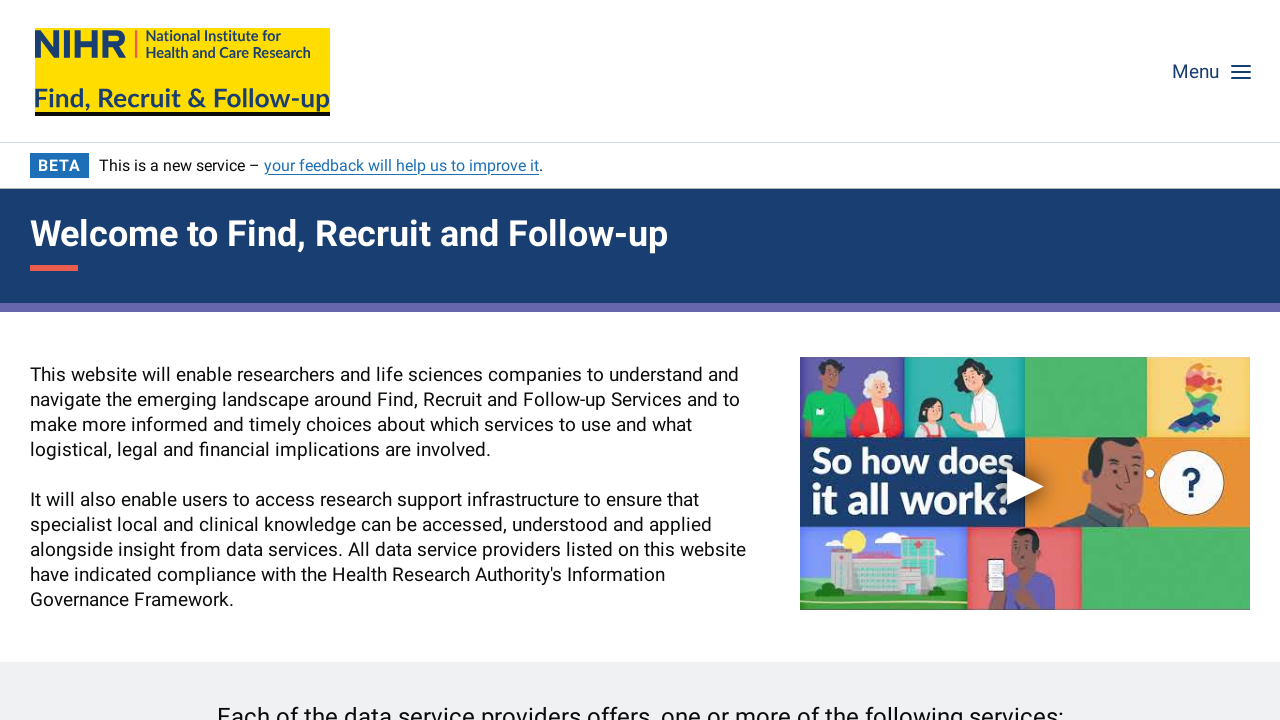 NIHR | National Institute for
Health and Care Research
Find, Recruit & Follow-up
Menu
BETA This is a new service – your feedback will help us to improve it.
Welcome to Find, Recruit and Follow-up
This website will enable researchers and life sciences companies to understand and
navigate the emerging landscape around Find, Recruit and Follow-up Services and to
make more informed and timely choices about which services to use and what
logistical, legal and financial implications are involved.
It will also enable users to access research support infrastructure to ensure that
specialist local and clinical knowledge can be accessed, understood and applied
alongside insight from data services. All data service providers listed on this website
have indicated compliance with the Health Research Authority's Information
Governance Framework.
So how does
it all work?
?
Each of the data service providers offers, one or more of the following services: